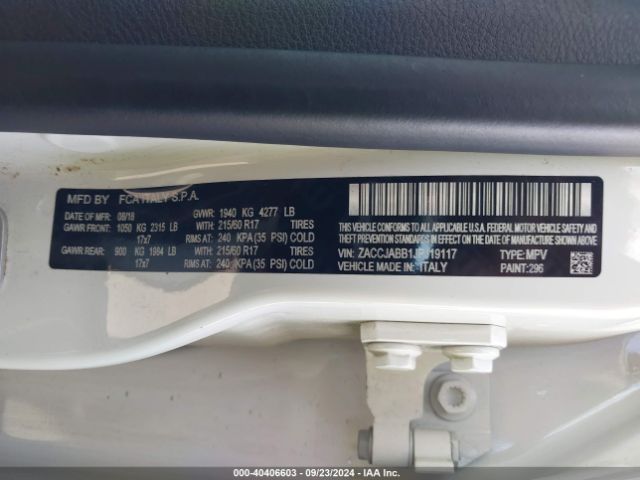 MFD BY FCA ITALY S.P.A.
DATE OF MFR: 08/18 GVWR: 1940 KG 4277 LB
GAWR FRONT: 1050 KG 2315 LB WITH: 215/60 R17 TIRES
17x7 RIMS AT: 240 KPA (35 PSI) COLD
GAWR REAR: 900 KG 1984 LB WITH: 215/60 R17 TIRES
17x7 RIMS AT: 240 KPA (35 PSI) COLD
THIS VEHICLE CONFORMS TO ALL APPLICABLE U.S.A. FEDERAL
MOTOR VEHICLE SAFETY, BUMPER, AND THEFT PREVENTION
STANDARDS IN EFFECT ON THE DATE OF MANUFACTURE SHOWN ABOVE.
VIN: TYPE: MPV
VEHICLE MADE IN: ITALY PAINT: 296
000-40406603 - 09/23/2024 - IAA Inc.